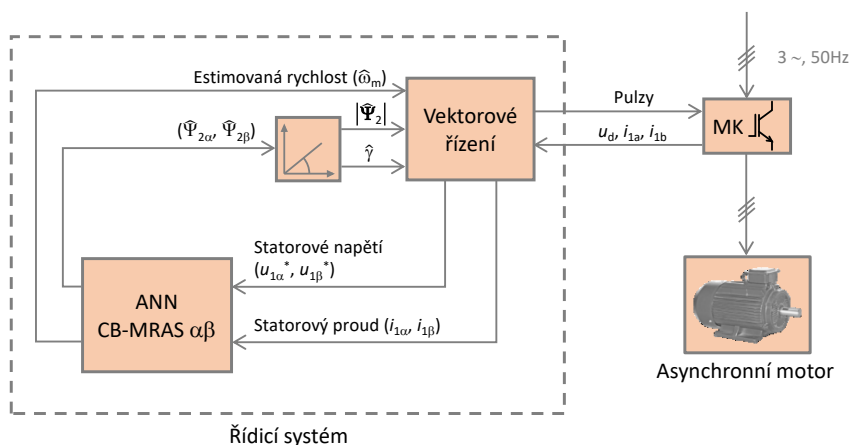 3 ~, 50Hz
Estimovaná rychlost (ω̂ₘ)
Pulzy
|Ψ̂₂|
Vektorové
řízení
MK
(Ψ̂₂α, Ψ̂₂β)
u_d, i₁ₐ, i₁b
γ̂
Statorové napětí
(u₁α*, u₁β*)
ANN
CB-MRAS αβ
Statorový proud (i₁α, i₁β)
Asynchronní motor
Řídicí systém